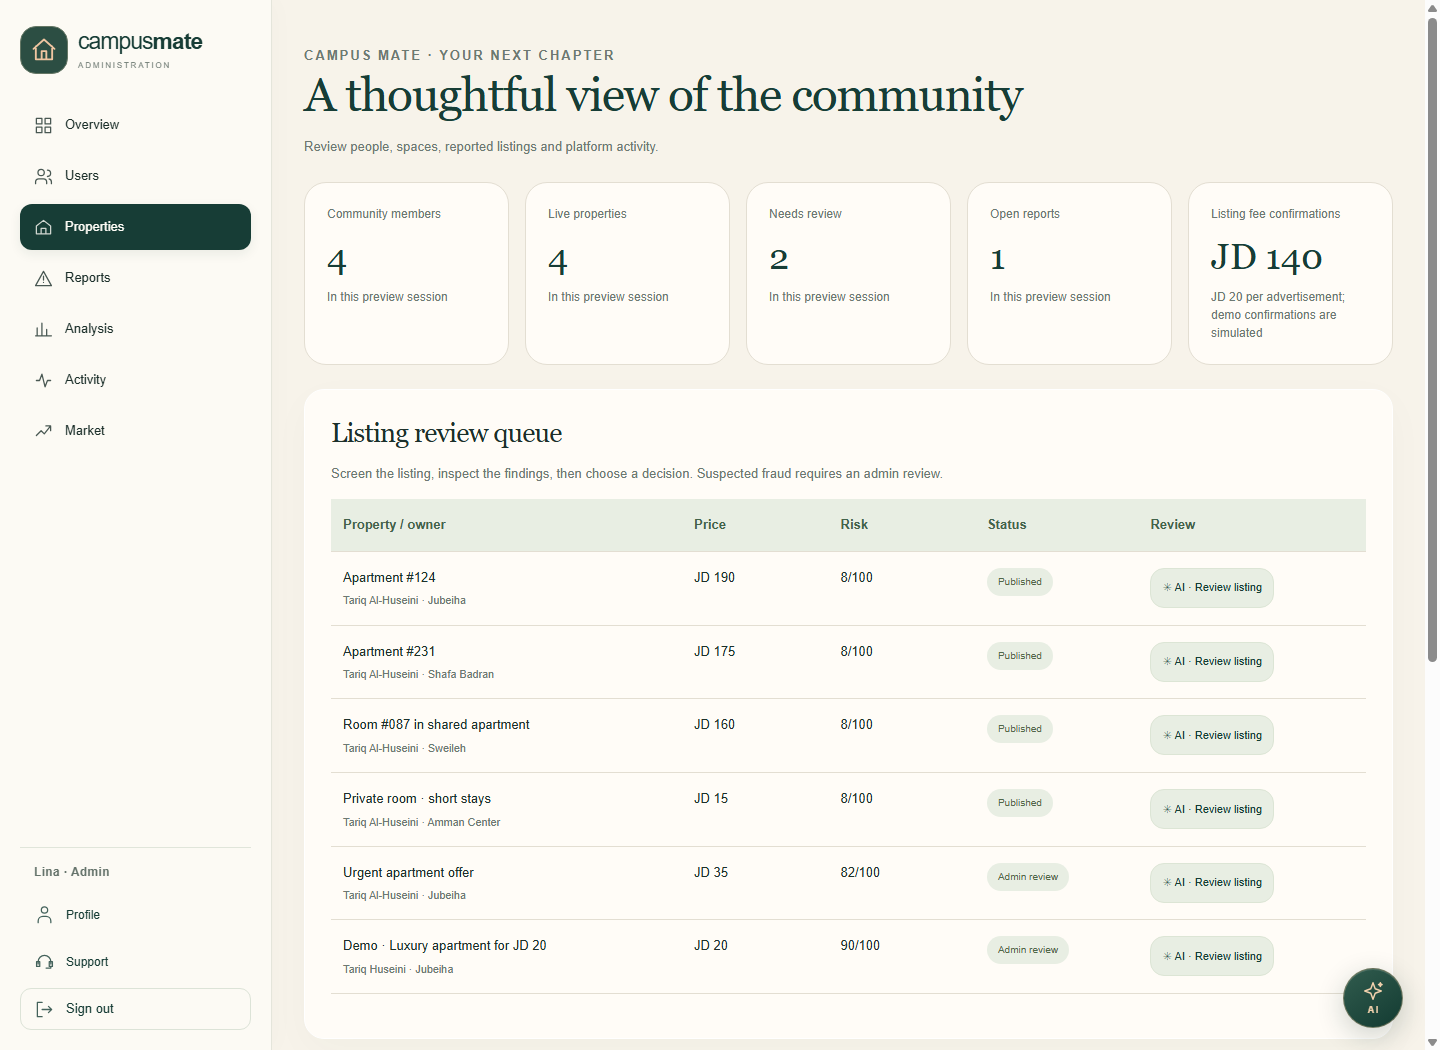 campusmate
ADMINISTRATION
Overview
Users
Properties
Reports
Analysis
Activity
Market
Lina · Admin
Profile
Support
Sign out
CAMPUS MATE · YOUR NEXT CHAPTER
A thoughtful view of the community
Review people, spaces, reported listings and platform activity.
Community members
4
In this preview session
Live properties
4
In this preview session
Needs review
2
In this preview session
Open reports
1
In this preview session
Listing fee confirmations
JD 140
JD 20 per advertisement;
demo confirmations are
simulated
Listing review queue
Screen the listing, inspect the findings, then choose a decision. Suspected fraud requires an admin review.
Property / owner Price Risk Status Review
Apartment #124 JD 190 8/100 Published ✳ AI · Review listing
Tariq Al-Huseini · Jubeiha
Apartment #231 JD 175 8/100 Published ✳ AI · Review listing
Tariq Al-Huseini · Shafa Badran
Room #087 in shared apartment JD 160 8/100 Published ✳ AI · Review listing
Tariq Al-Huseini · Sweileh
Private room · short stays JD 15 8/100 Published ✳ AI · Review listing
Tariq Al-Huseini · Amman Center
Urgent apartment offer JD 35 82/100 Admin review ✳ AI · Review listing
Tariq Al-Huseini · Jubeiha
Demo · Luxury apartment for JD 20 JD 20 90/100 Admin review ✳ AI · Review listing
Tariq Huseini · Jubeiha
AI